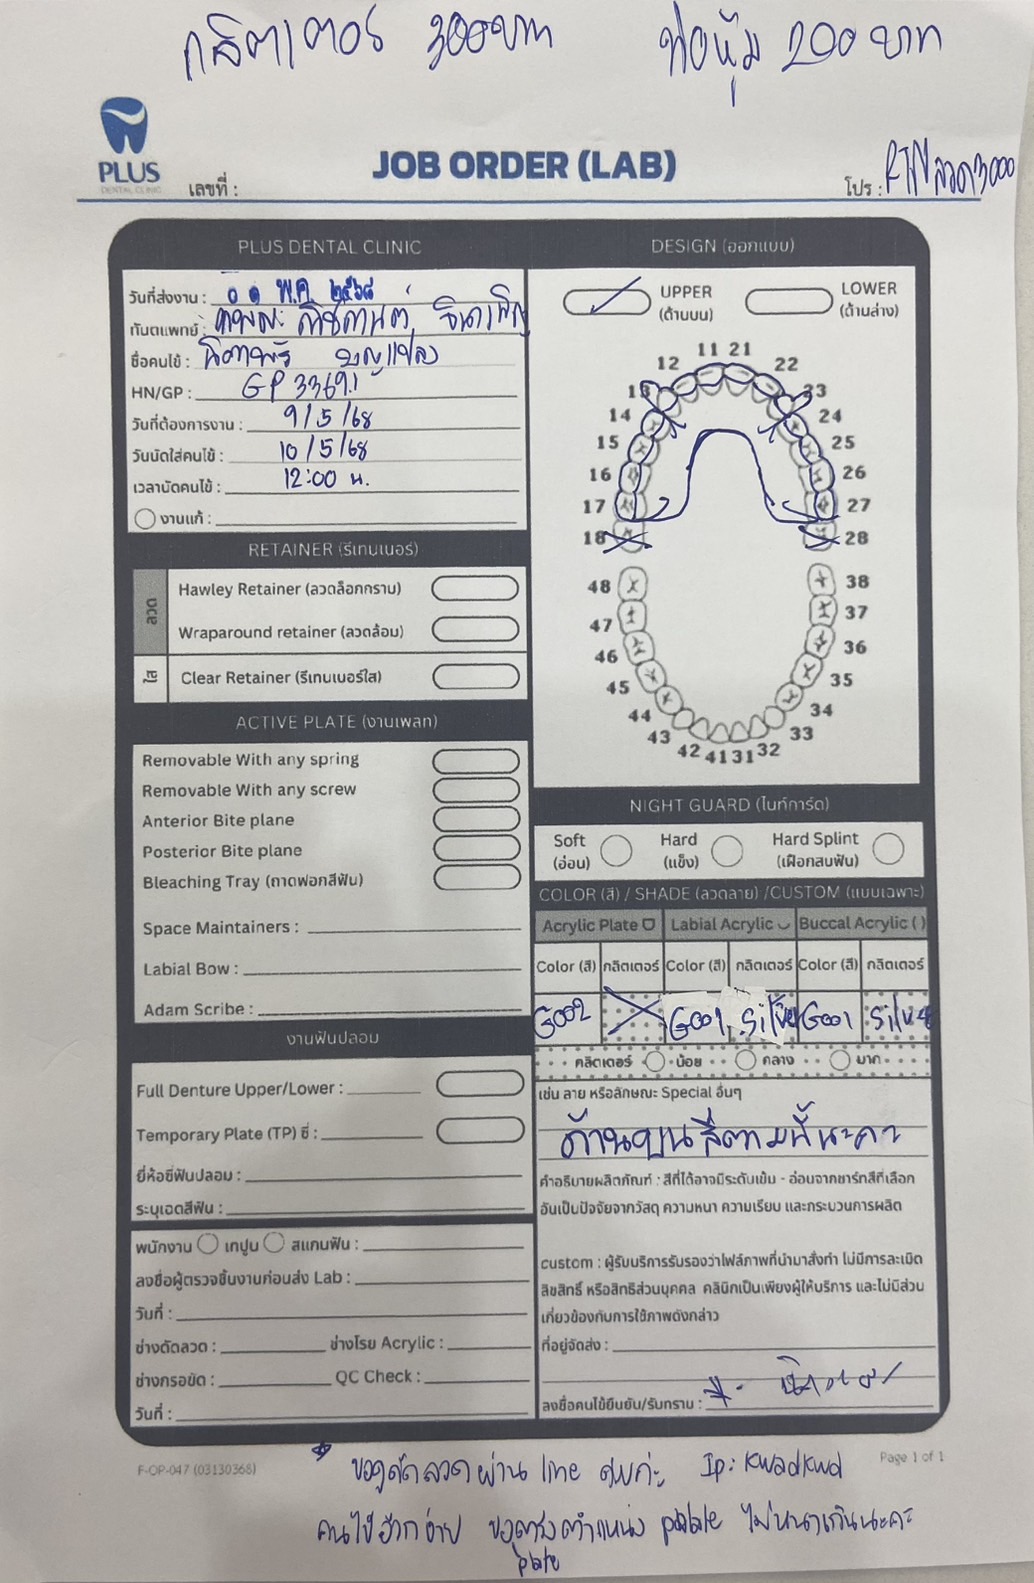 กลิตเตอร์ 300บาท ท่อหุ้ม 200 บาท
PLUS
DENTAL CLINIC
JOB ORDER (LAB)
เลขที่ :
โปร : RTNลวด3000
PLUS DENTAL CLINIC
วันที่ส่งงาน : ๐๑ พ.ค. ๒๕๖๘
ทันตแพทย์ :
ชื่อคนไข้ :
HN/GP : GP 33691
วันที่ต้องการงาน : 9/5/68
วันนัดใส่คนไข้ : 10/5/68
เวลานัดคนไข้ : 12:00 น.
งานแก้ :
RETAINER (รีเทนเนอร์)
ลวด
Hawley Retainer (ลวดล็อกกราบ)
Wraparound retainer (ลวดล้อม)
ใส
Clear Retainer (รีเทนเนอร์ใส)
ACTIVE PLATE (งานเพลท)
Removable With any spring
Removable With any screw
Anterior Bite plane
Posterior Bite plane
Bleaching Tray (ถาดฟอกสีฟัน)
Space Maintainers :
Labial Bow :
Adam Scribe :
งานฟันปลอม
Full Denture Upper/Lower :
Temporary Plate (TP) ซี่ :
ยี่ห้อซี่ฟันปลอม :
ระบุเฉดสีฟัน :
พนักงาน เทปูน สแกนฟัน :
ลงชื่อผู้ตรวจชิ้นงานก่อนส่ง Lab :
วันที่ :
ช่างดัดลวด : ช่างโรย Acrylic :
ช่างกรอขัด : QC Check :
วันที่ :
DESIGN (ออกแบบ)
UPPER LOWER
(ด้านบน) (ด้านล่าง)
11 21
12 22
13 23
14 24
15 25
16 26
17 27
18 28
48 38
47 37
46 36
45 35
44 34
43 33
42 41 31 32
NIGHT GUARD (ไนท์การ์ด)
Soft Hard Hard Splint
(อ่อน) (แข็ง) (เฝือกสบฟัน)
COLOR (สี) / SHADE (ลวดลาย) /CUSTOM (แบบเฉพาะ)
Acrylic Plate Labial Acrylic Buccal Acrylic ( )
Color (สี) กลิตเตอร์ Color (สี) กลิตเตอร์ Color (สี) กลิตเตอร์
G002 G001 Silver G001 Silver
กลิตเตอร์ น้อย กลาง มาก
เช่น ลาย หรือลักษณะ Special อื่นๆ
ด้านบนสีตามนี้นะคะ
คำอธิบายผลิตภัณฑ์ : สีที่ได้อาจมีระดับเข้ม - อ่อนจากชาร์ทสีที่เลือก
อันเป็นปัจจัยจากวัสดุ ความหนา ความเรียบ และกระบวนการผลิต
custom : ผู้รับบริการรับรองว่าไฟล์ภาพที่นำมาสั่งทำ ไม่มีการละเมิด
ลิขสิทธิ์ หรือสิทธิส่วนบุคคล คลินิกเป็นเพียงผู้ให้บริการ และไม่มีส่วน
เกี่ยวข้องกับการใช้ภาพดังกล่าว
ที่อยู่จัดส่ง :
ลงชื่อคนไข้ยืนยัน/รับทราบ :
F-OP-047 (03130368)
Page 1 of 1
* ขอดูดัดลวดผ่าน line ID: kwadkwd
คนไข้อ้วกง่าย ขอตรงตำแหน่ง palate ไม่หนาเกินนะคะ
plate